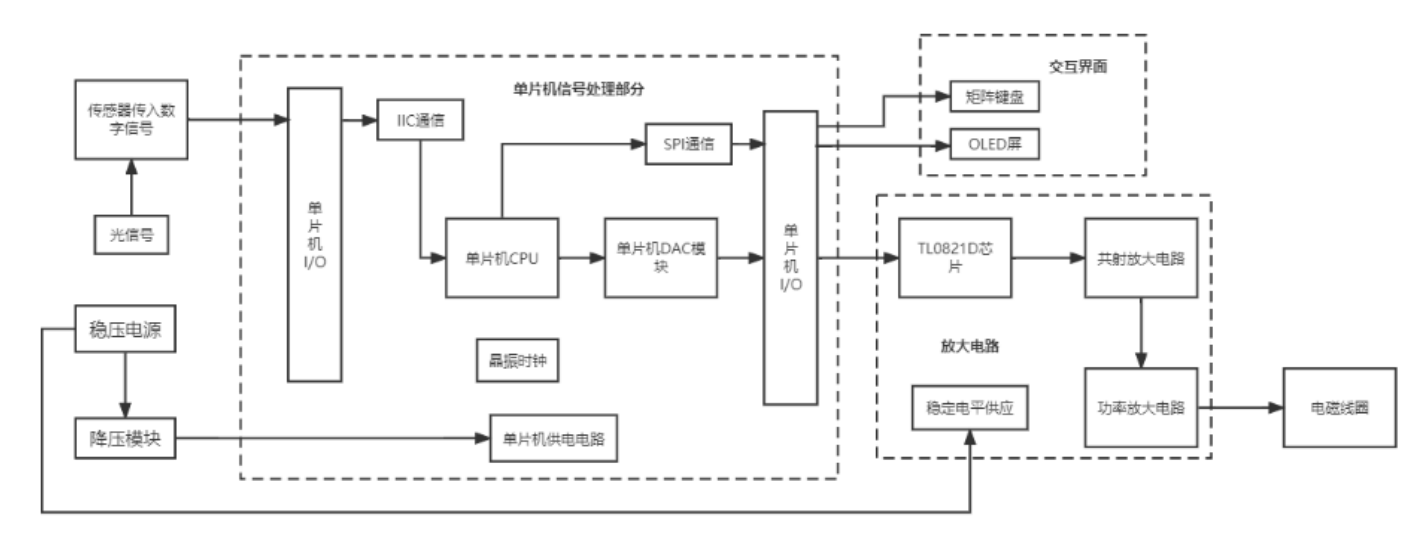 交互界面
单片机信号处理部分
传感器传入数
字信号
IIC通信
矩阵键盘
SPI通信
OLED屏
光信号
单
片
机
I/O
单片机CPU
单片机DAC模
块
单
片
机
I/O
TL0821D芯
片
共射放大电路
稳压电源
晶振时钟
放大电路
稳定电平供应
功率放大电路
电磁线圈
降压模块
单片机供电电路